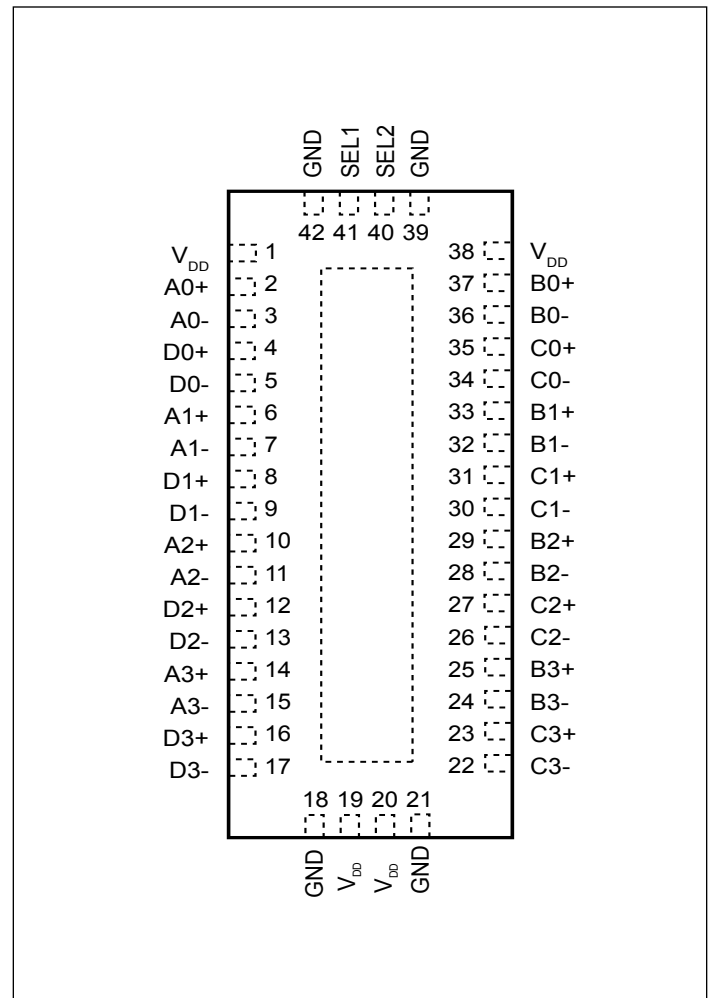 GND SEL1 SEL2 GND
42 41 40 39
VDD 1 38 VDD
A0+ 2 37 B0+
A0- 3 36 B0-
D0+ 4 35 C0+
D0- 5 34 C0-
A1+ 6 33 B1+
A1- 7 32 B1-
D1+ 8 31 C1+
D1- 9 30 C1-
A2+ 10 29 B2+
A2- 11 28 B2-
D2+ 12 27 C2+
D2- 13 26 C2-
A3+ 14 25 B3+
A3- 15 24 B3-
D3+ 16 23 C3+
D3- 17 22 C3-
18 19 20 21
GND VDD VDD GND